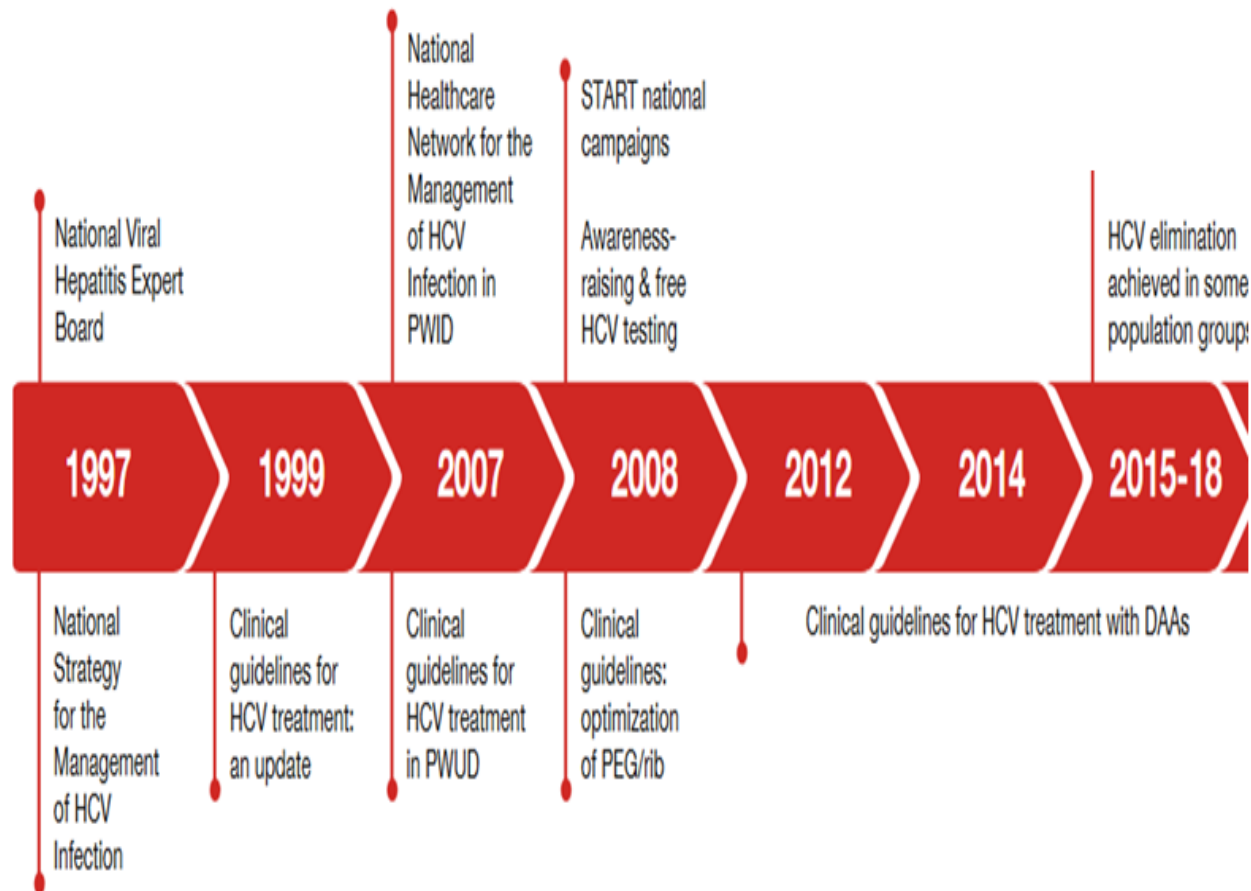 National
Healthcare
Network for the
Management
of HCV
Infection in
PWID
START national
campaigns
Awareness-
raising & free
HCV testing
National Viral
Hepatitis Expert
Board
HCV elimination
achieved in some
population groups
1997
1999
2007
2008
2012
2014
2015-18
National
Strategy
for the
Management
of HCV
Infection
Clinical
guidelines for
HCV treatment:
an update
Clinical
guidelines for
HCV treatment
in PWUD
Clinical
guidelines:
optimization
of PEG/rib
Clinical guidelines for HCV treatment with DAAs